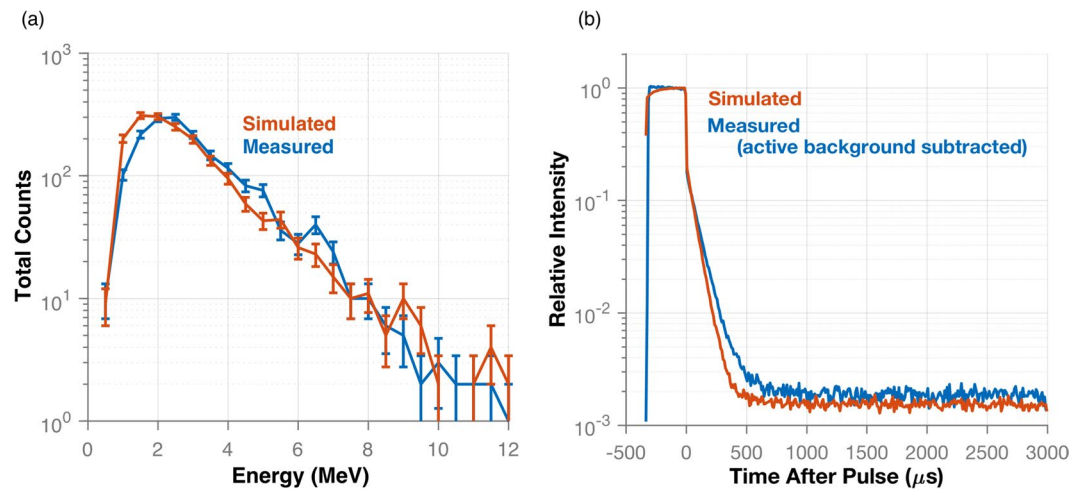 (a)
10³
10²
10¹
10⁰
Total Counts
Simulated
Measured
0
2
4
6
8
10
12
Energy (MeV)
(b)
10⁰
10⁻¹
10⁻²
10⁻³
Relative Intensity
Simulated
Measured
(active background subtracted)
-500
0
500
1000
1500
2000
2500
3000
Time After Pulse (μs)